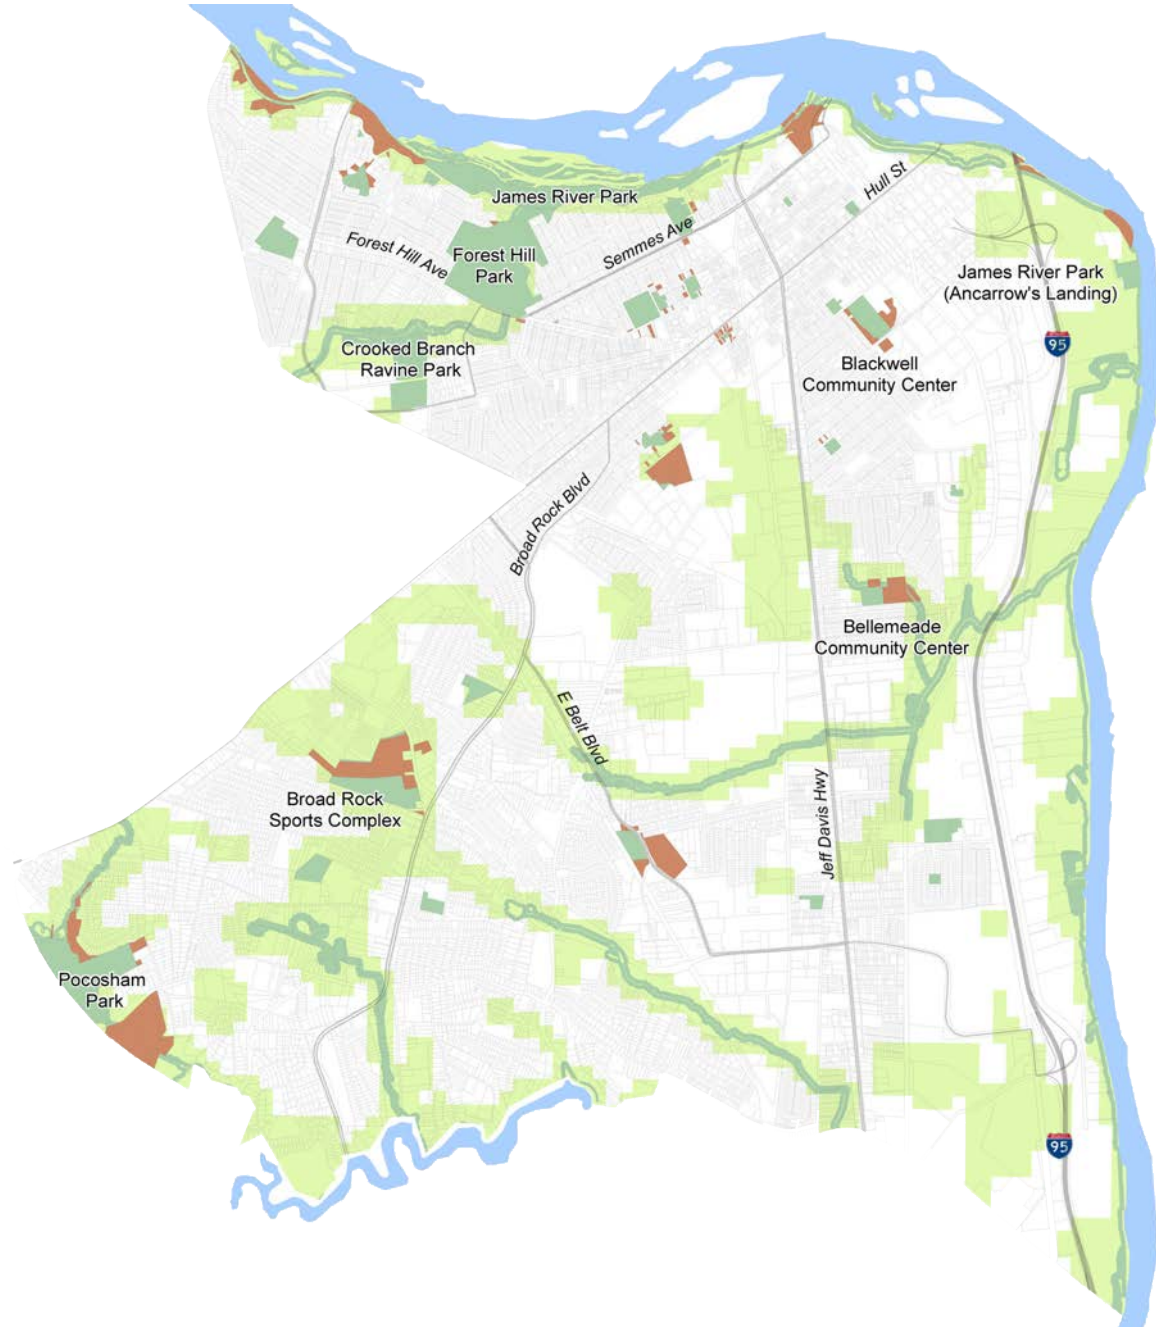 James River Park
Hull St
Forest Hill Ave
Semmes Ave
Forest Hill
Park
James River Park
(Ancarrow's Landing)
95
Crooked Branch
Ravine Park
Blackwell
Community Center
Broad Rock Blvd
Bellemeade
Community Center
E Belt Blvd
Jeff Davis Hwy
Broad Rock
Sports Complex
Pocosham
Park
95